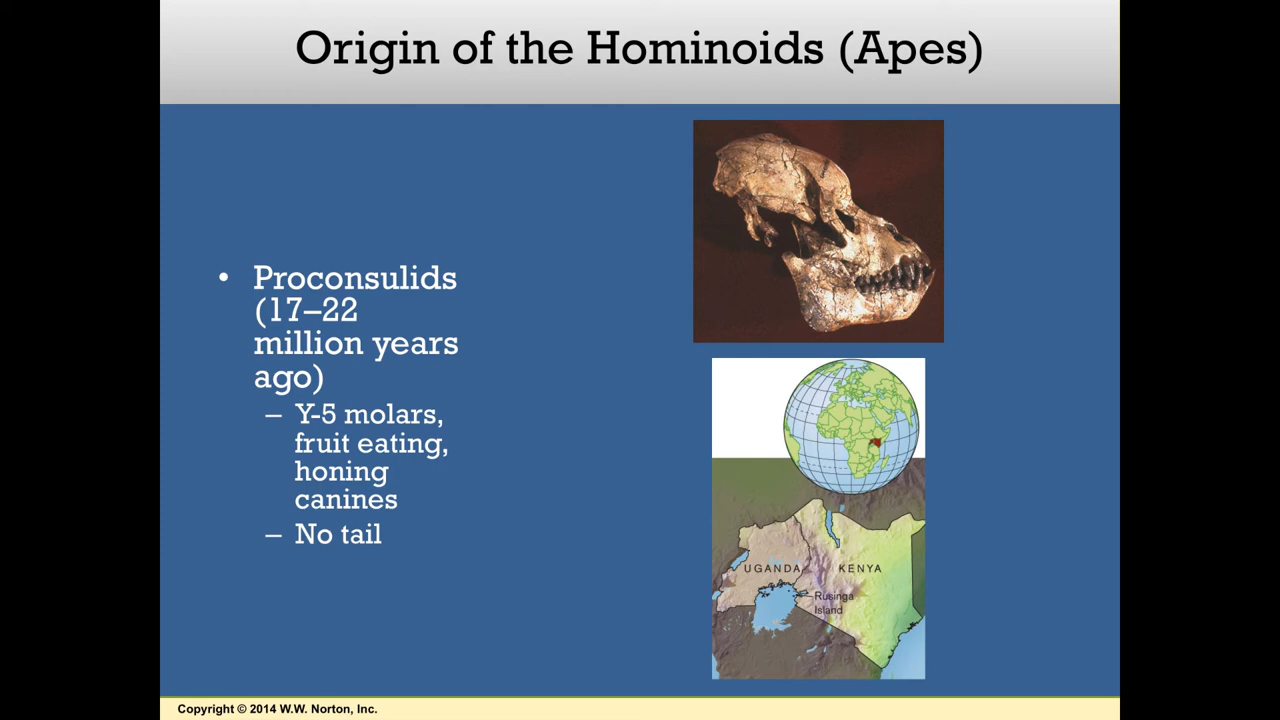 Origin of the Hominoids (Apes)
• Proconsulids
(17–22
million years
ago)
– Y-5 molars,
fruit eating,
honing
canines
– No tail
UGANDA
KENYA
Rusinga
Island
Copyright © 2014 W.W. Norton, Inc.